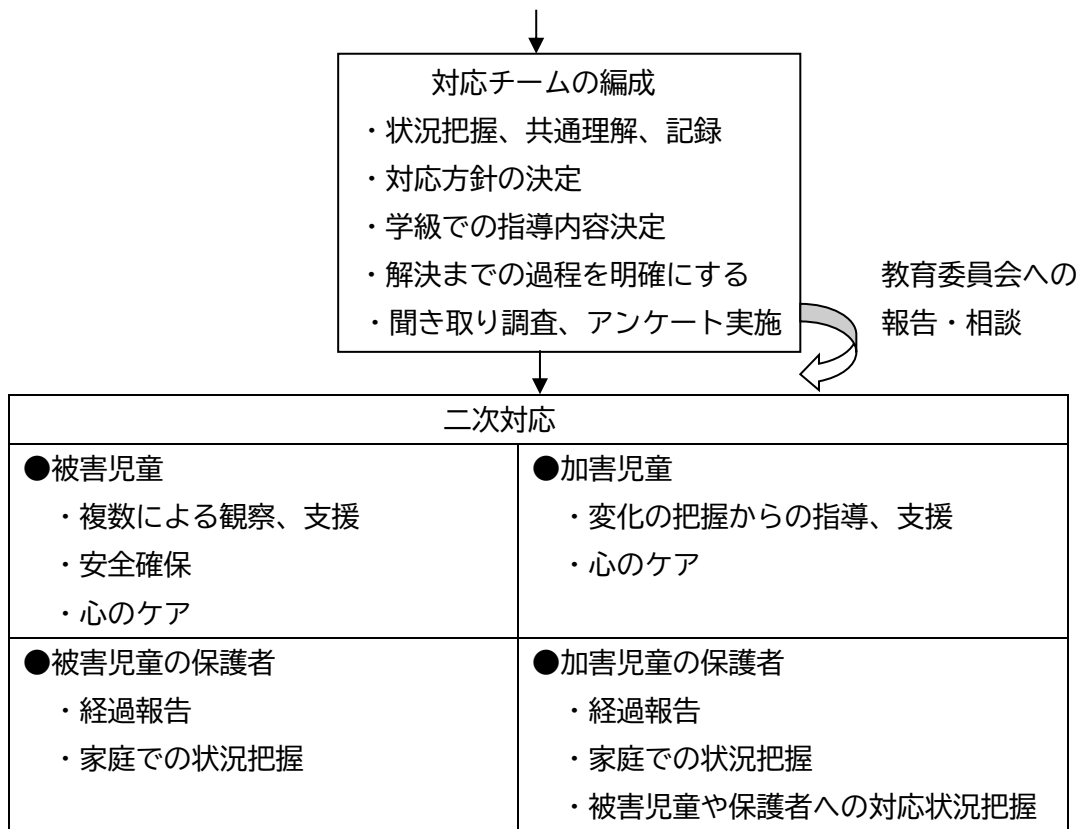 対応チームの編成
・状況把握、共通理解、記録
・対応方針の決定
・学級での指導内容決定
・解決までの過程を明確にする
・聞き取り調査、アンケート実施
教育委員会への
報告・相談
二次対応
●被害児童
・複数による観察、支援
・安全確保
・心のケア
●加害児童
・変化の把握からの指導、支援
・心のケア
●被害児童の保護者
・経過報告
・家庭での状況把握
●加害児童の保護者
・経過報告
・家庭での状況把握
・被害児童や保護者への対応状況把握